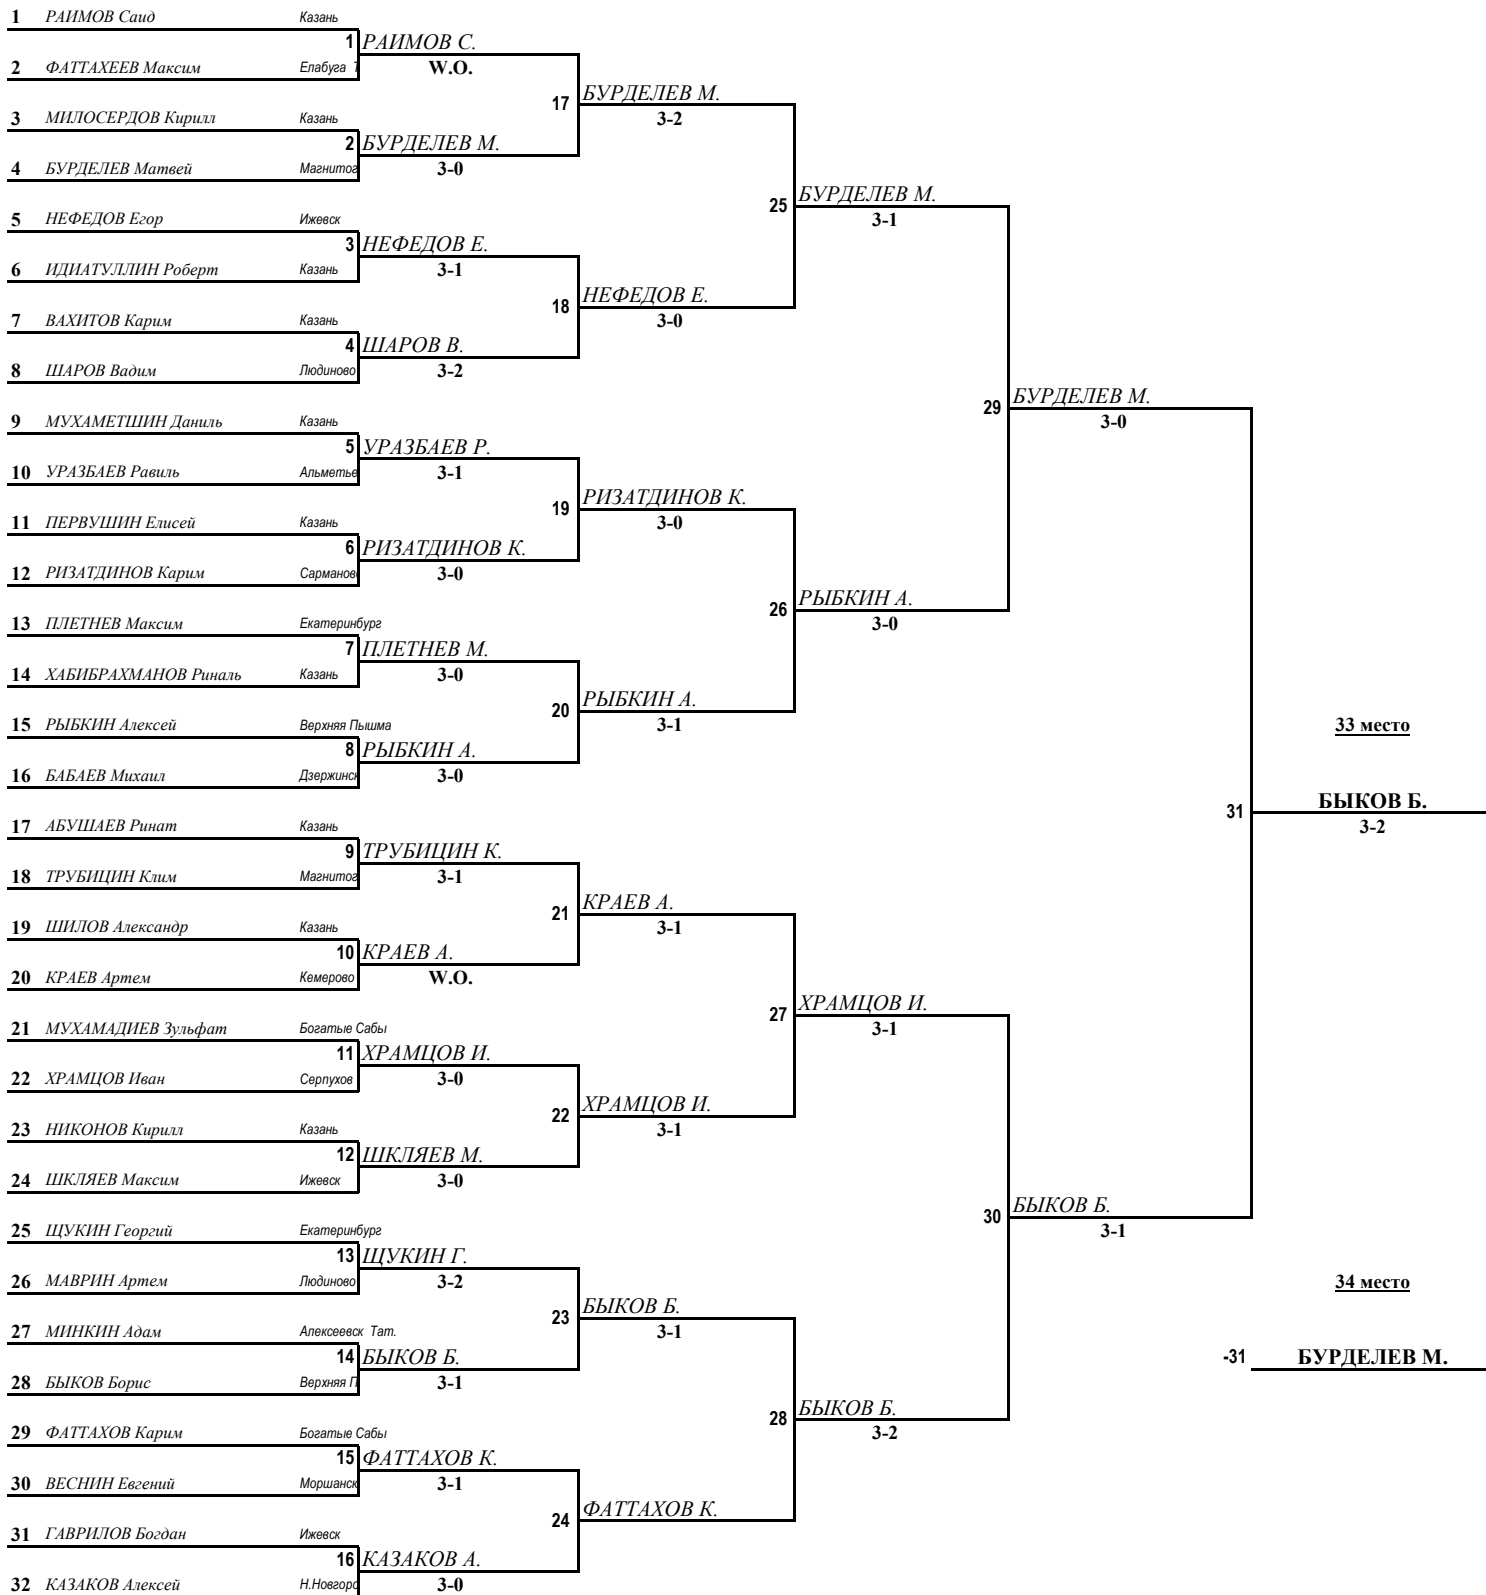 1 РАИМОВ Саид Казань
1 РАИМОВ С.
2 ФАТТАХЕЕВ Максим Елабуга W.O.
17 БУРДЕЛЕВ М.
3 МИЛОСЕРДОВ Кирилл Казань 3-2
2 БУРДЕЛЕВ М.
4 БУРДЕЛЕВ Матвей Магнитог 3-0
25 БУРДЕЛЕВ М.
5 НЕФЕДОВ Егор Ижевск 3-1
3 НЕФЕДОВ Е.
6 ИДИАТУЛЛИН Роберт Казань 3-1
18 НЕФЕДОВ Е.
7 ВАХИТОВ Карим Казань 3-0
4 ШАРОВ В.
8 ШАРОВ Вадим Людиново 3-2
29 БУРДЕЛЕВ М.
9 МУХАМЕТШИН Даниль Казань 3-0
5 УРАЗБАЕВ Р.
10 УРАЗБАЕВ Равиль Альметье 3-1
19 РИЗАТДИНОВ К.
11 ПЕРВУШИН Елисей Казань 3-0
6 РИЗАТДИНОВ К.
12 РИЗАТДИНОВ Карим Сарманово 3-0
26 РЫБКИН А.
13 ПЛЕТНЕВ Максим Екатеринбург 3-0
7 ПЛЕТНЕВ М.
14 ХАБИБРАХМАНОВ Риналь Казань 3-0
20 РЫБКИН А.
15 РЫБКИН Алексей Верхняя Пышма 3-1 33 место
8 РЫБКИН А.
16 БАБАЕВ Михаил Дзержинск 3-0
31 БЫКОВ Б.
17 АБУШАЕВ Ринат Казань 3-2
9 ТРУБИЦИН К.
18 ТРУБИЦИН Клим Магнитог 3-1
21 КРАЕВ А.
19 ШИЛОВ Александр Казань 3-1
10 КРАЕВ А.
20 КРАЕВ Артем Кемерово W.O.
27 ХРАМЦОВ И.
21 МУХАМАДИЕВ Зульфат Богатые Сабы 3-1
11 ХРАМЦОВ И.
22 ХРАМЦОВ Иван Серпухов 3-0
22 ХРАМЦОВ И.
23 НИКОНОВ Кирилл Казань 3-1
12 ШКЛЯЕВ М.
24 ШКЛЯЕВ Максим Ижевск 3-0
30 БЫКОВ Б.
25 ЩУКИН Георгий Екатеринбург 3-1
13 ЩУКИН Г.
26 МАВРИН Артем Людиново 3-2 34 место
23 БЫКОВ Б.
27 МИНКИН Адам Алексеевск Тат. 3-1
14 БЫКОВ Б. -31 БУРДЕЛЕВ М.
28 БЫКОВ Борис Верхняя П 3-1
28 БЫКОВ Б.
29 ФАТТАХОВ Карим Богатые Сабы 3-2
15 ФАТТАХОВ К.
30 ВЕСНИН Евгений Моршанск 3-1
24 ФАТТАХОВ К.
31 ГАВРИЛОВ Богдан Ижевск
16 КАЗАКОВ А.
32 КАЗАКОВ Алексей Н.Новгоро 3-0